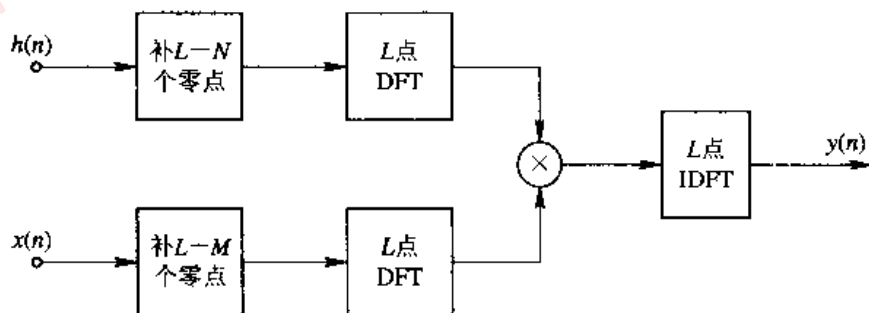 h(n)
补L－N
个零点
L点
DFT
×
L点
IDFT
y(n)
x(n)
补L－M
个零点
L点
DFT